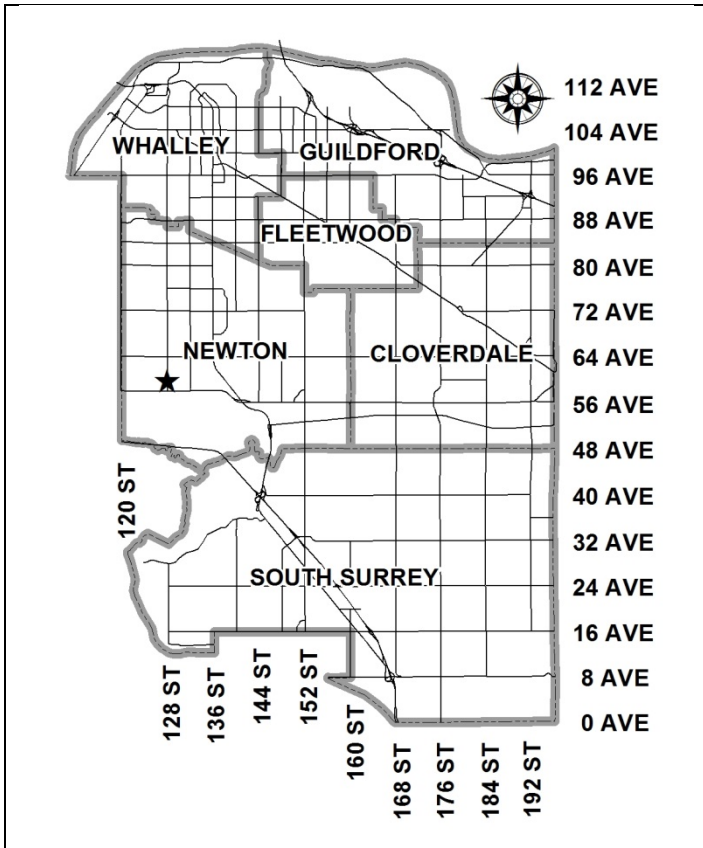 112 AVE
104 AVE
WHALLEY
GUILDFORD
96 AVE
88 AVE
FLEETWOOD
80 AVE
72 AVE
NEWTON
CLOVERDALE
64 AVE
56 AVE
48 AVE
120 ST
40 AVE
32 AVE
SOUTH SURREY
24 AVE
16 AVE
128 ST
136 ST
144 ST
152 ST
160 ST
8 AVE
0 AVE
168 ST
176 ST
184 ST
192 ST